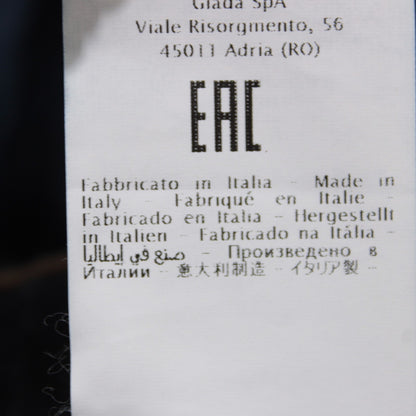 Giada SpA
Viale Risorgmento, 56
45011 Adria (RO)
EAC
Fabbricato in Italia - Made in
Italy - Fabriqué en Italie -
Fabricado en Italia - Hergestellt
in Italien - Fabricado na Itália -
صنع في إيطاليا - Произведено в
Италии - 意大利制造 - イタリア製 -